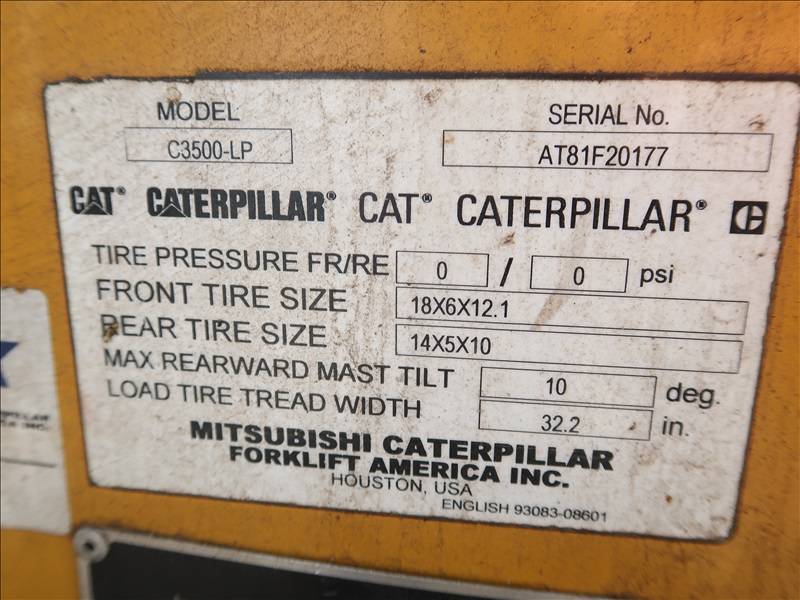 MODEL SERIAL No.
C3500-LP AT81F20177
CAT® CATERPILLAR® CAT® CATERPILLAR®
TIRE PRESSURE FR/RE 0 / 0 psi
FRONT TIRE SIZE 18X6X12.1
REAR TIRE SIZE 14X5X10
MAX REARWARD MAST TILT 10 deg.
LOAD TIRE TREAD WIDTH 32.2 in.
MITSUBISHI CATERPILLAR
FORKLIFT AMERICA INC.
HOUSTON, USA
ENGLISH 93083-08601